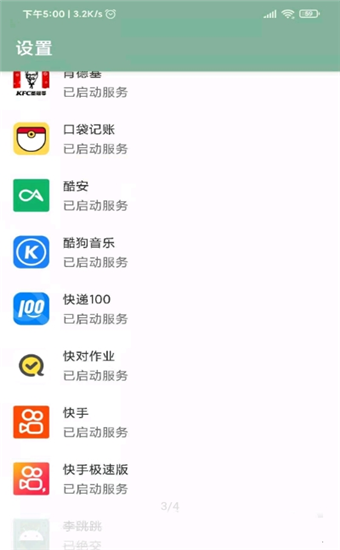 下午5:00 | 3.2K/s
59
设置
肯德基
KFC
已启动服务
口袋记账
已启动服务
酷安
已启动服务
K
酷狗音乐
已启动服务
100
快递100
已启动服务
快对作业
已启动服务
快手
已启动服务
快手极速版
已启动服务
3/4
李跳跳
已绝交